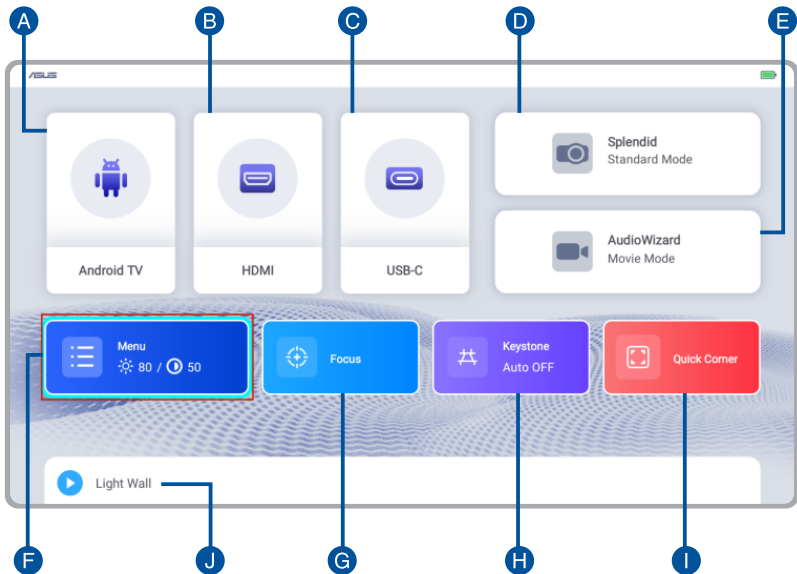 A
B
C
D
E
ASUS
Android TV
HDMI
USB-C
Splendid
Standard Mode
AudioWizard
Movie Mode
Menu
80 / 50
Focus
Keystone
Auto OFF
Quick Corner
Light Wall
F
J
G
H
I